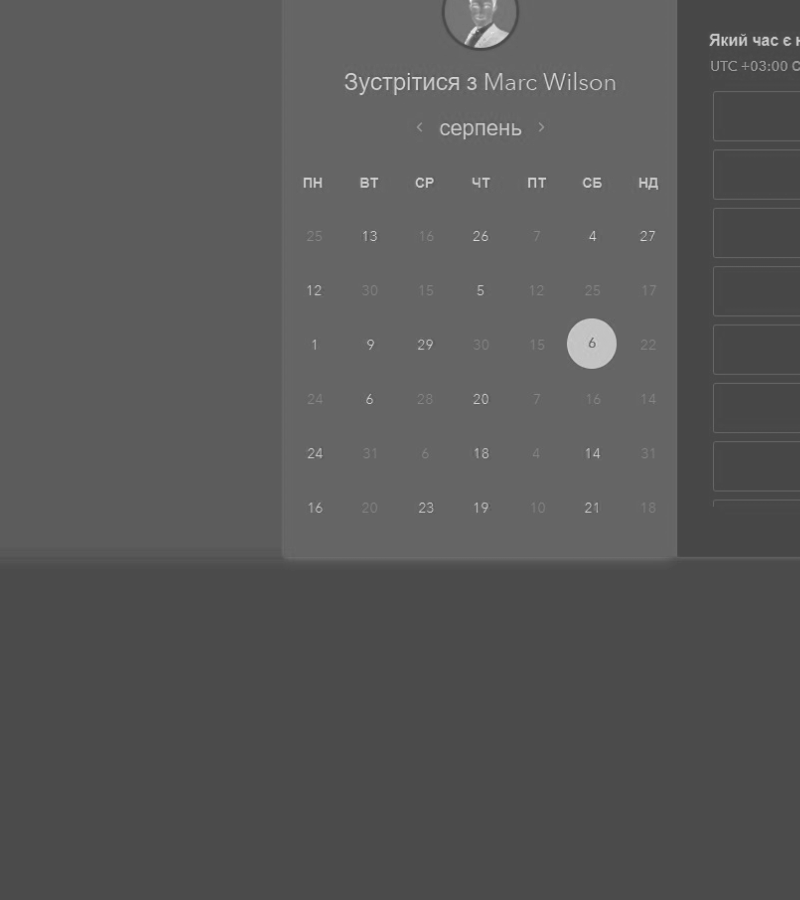 Який час є
UTC +03:00
Зустрітися з Marc Wilson
‹ серпень ›
ПН ВТ СР ЧТ ПТ СБ НД
25 13 16 26 7 4 27
12 30 15 5 12 25 17
1 9 29 30 15 6 22
24 6 28 20 7 16 14
24 31 6 18 4 14 31
16 20 23 19 10 21 18